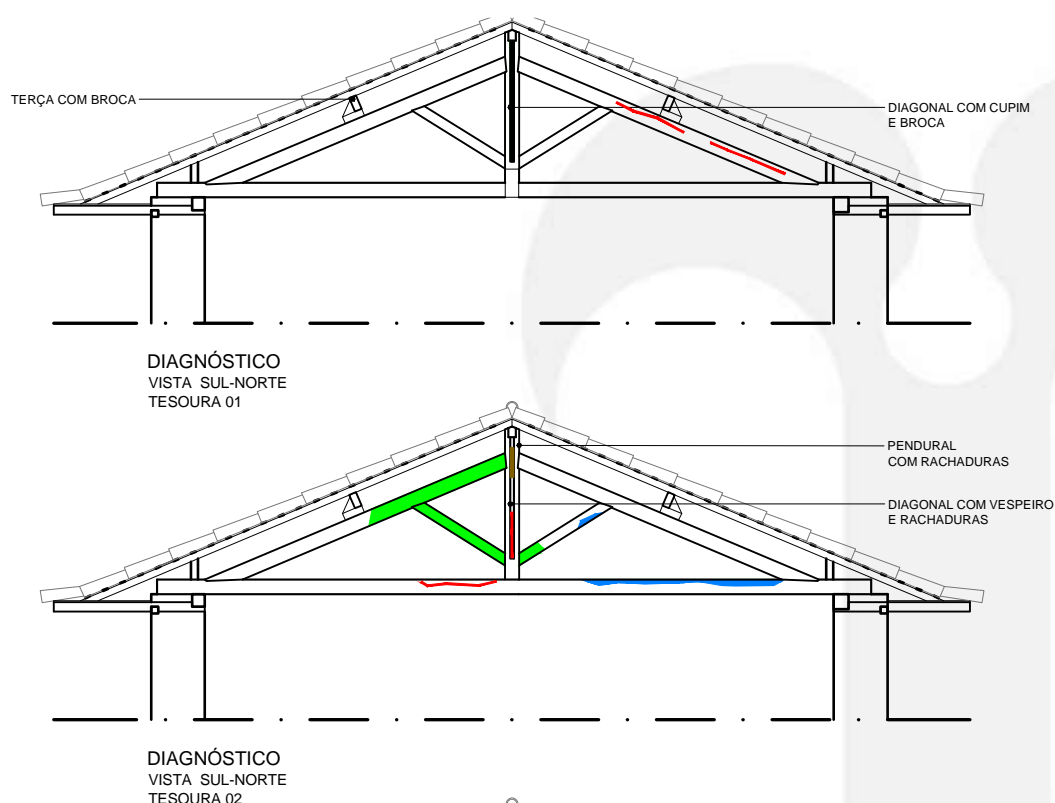 TERÇA COM BROCA
DIAGONAL COM CUPIM
E BROCA
DIAGNÓSTICO
VISTA SUL-NORTE
TESOURA 01
PENDURAL
COM RACHADURAS
DIAGONAL COM VESPEIRO
E RACHADURAS
DIAGNÓSTICO
VISTA SUL-NORTE
TESOURA 02